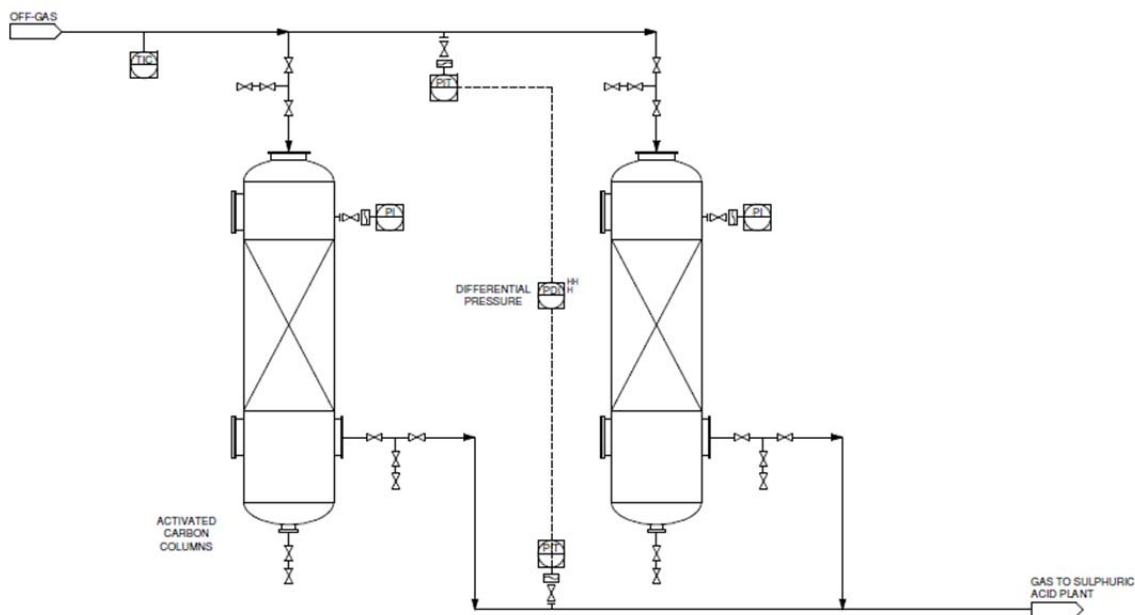 OFF-GAS
TIC
PIT
PI
PI
DIFFERENTIAL
PRESSURE
PDI
HH
H
ACTIVATED
CARBON
COLUMNS
PIT
GAS TO SULPHURIC
ACID PLANT